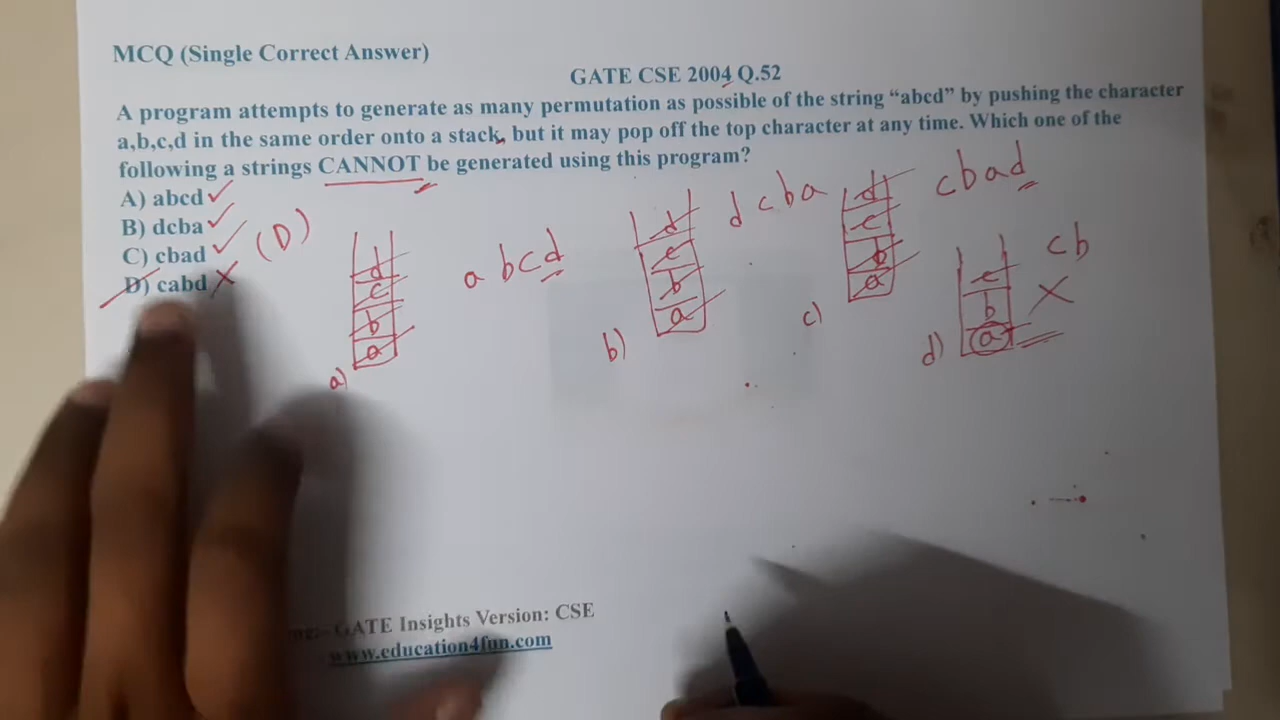 MCQ (Single Correct Answer)
GATE CSE 2004 Q.52
A program attempts to generate as many permutation as possible of the string “abcd” by pushing the character
a,b,c,d in the same order onto a stack, but it may pop off the top character at any time. Which one of the
following a strings CANNOT be generated using this program?
A) abcd
B) dcba
C) cbad
D) cabd
(D)
d
c
b
a
a)
abcd
d
c
b
a
b)
dcba
d
c
b
a
c)
cbad
c
b
a
d)
cb
GATE Insights Version: CSE
www.education4fun.com